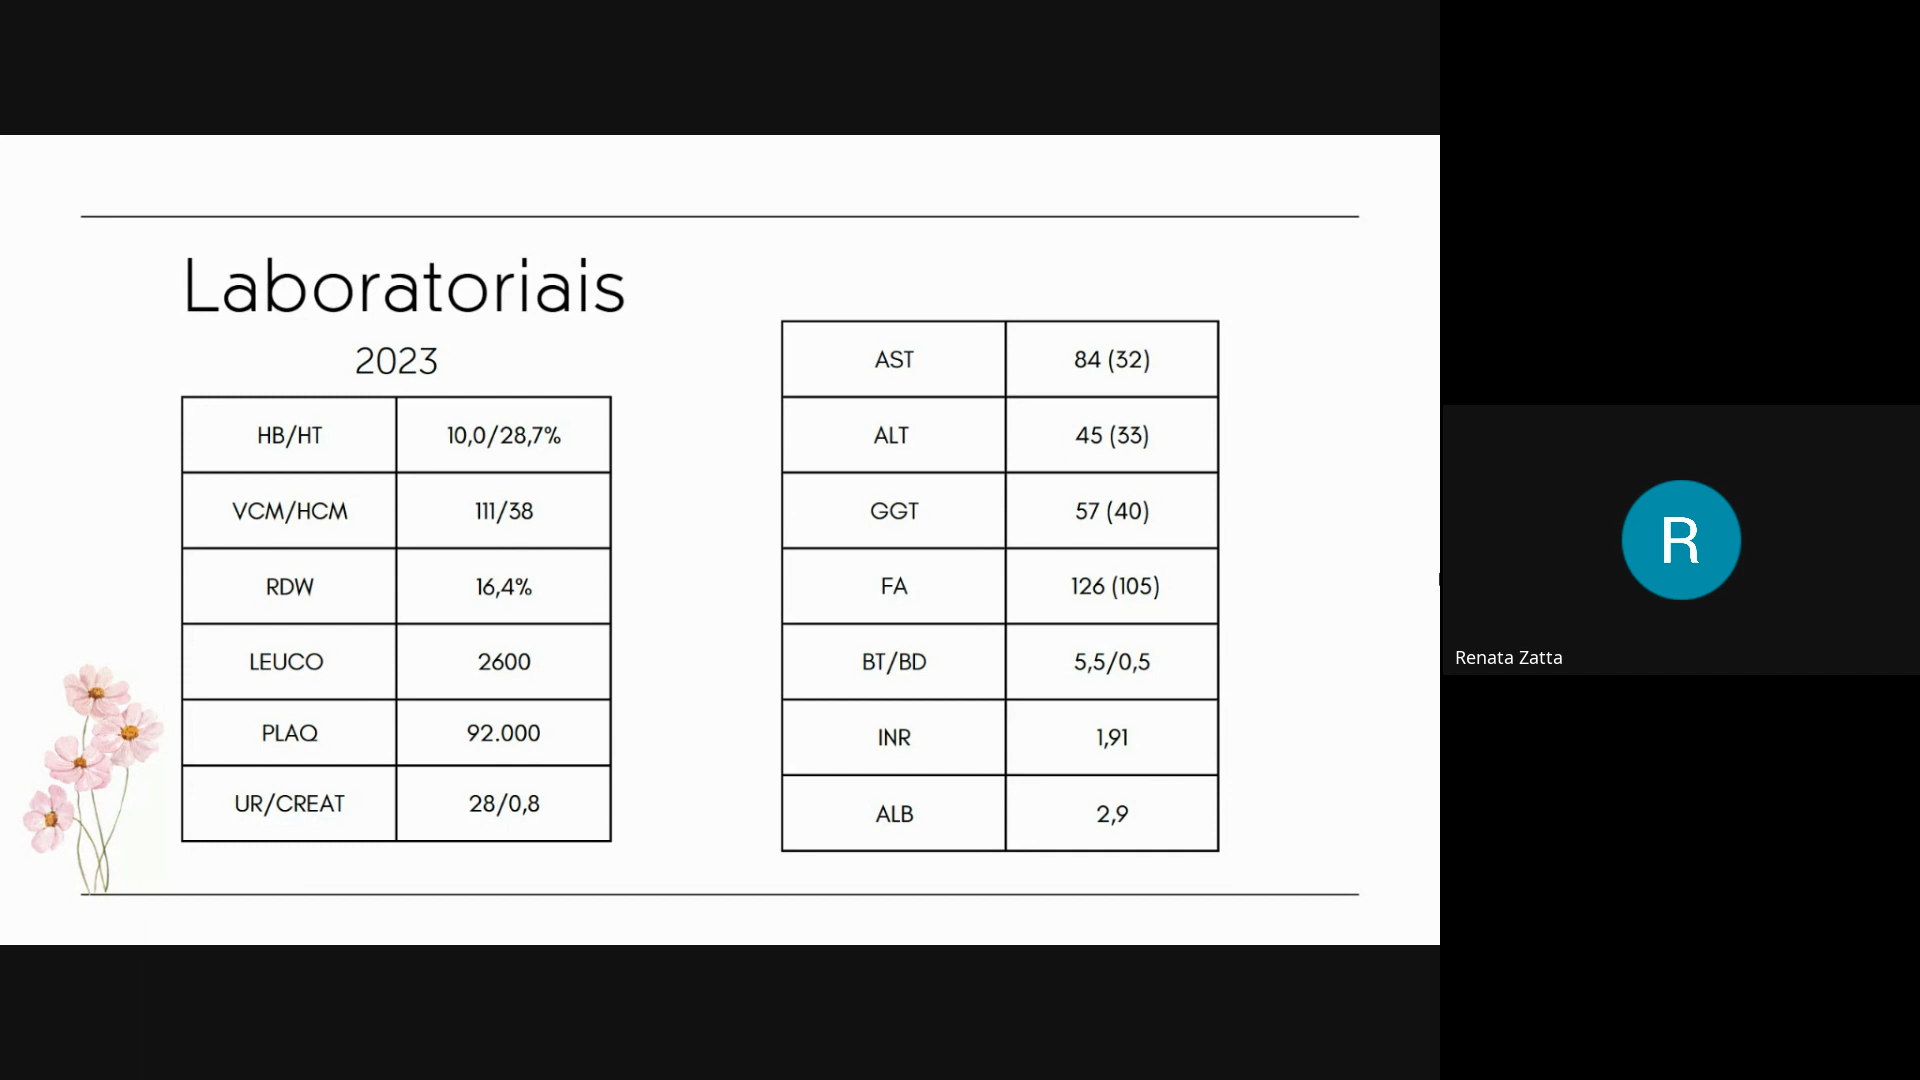 Laboratoriais
2023
HB/HT 10,0/28,7%
VCM/HCM 111/38
RDW 16,4%
LEUCO 2600
PLAQ 92.000
UR/CREAT 28/0,8
AST 84 (32)
ALT 45 (33)
GGT 57 (40)
FA 126 (105)
BT/BD 5,5/0,5
INR 1,91
ALB 2,9
R
Renata Zatta